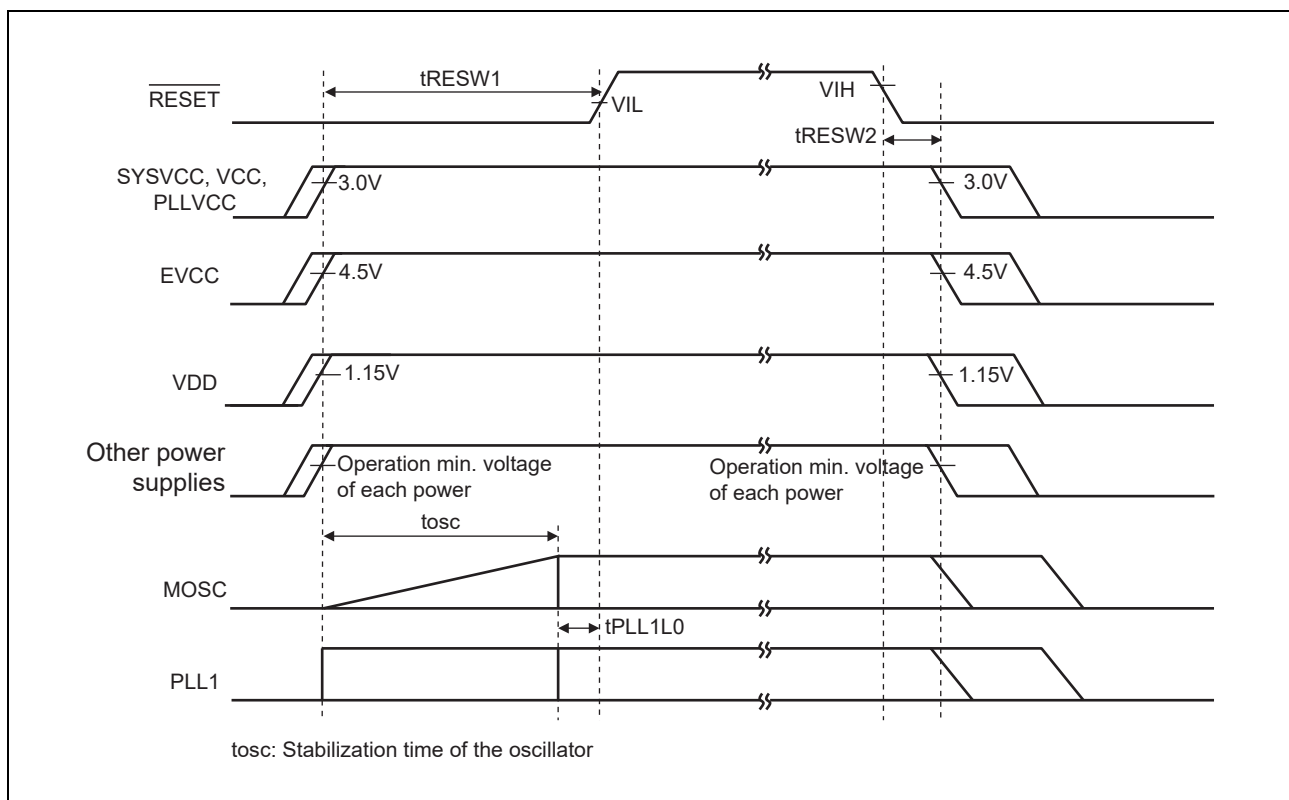 tRESW1
RESET
VIL
VIH
tRESW2
SYSVCC, VCC,
PLLVCC
3.0V
3.0V
EVCC
4.5V
4.5V
VDD
1.15V
1.15V
Other power
supplies
Operation min. voltage
of each power
Operation min. voltage
of each power
tosc
MOSC
tPLL1L0
PLL1
tosc: Stabilization time of the oscillator